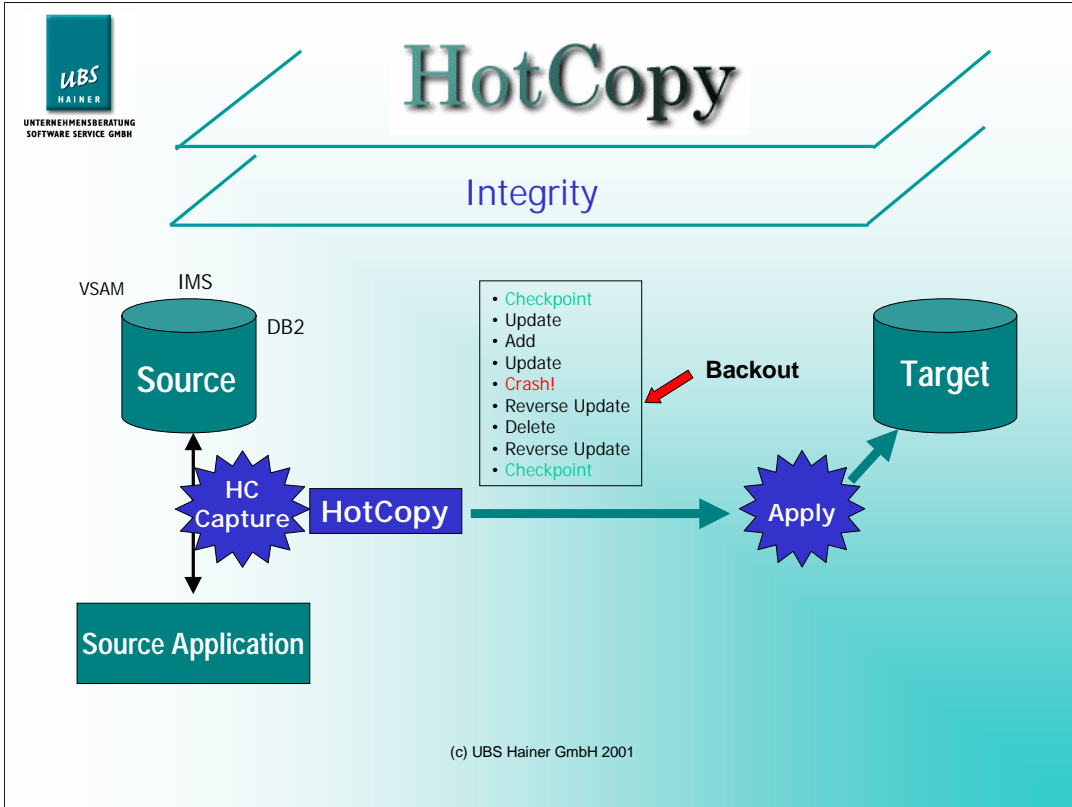 UBS
HAINER
UNTERNEHMENSBERATUNG
SOFTWARE SERVICE GMBH
HotCopy
Integrity
VSAM
IMS
DB2
Source
• Checkpoint
• Update
• Add
• Update
• Crash!
• Reverse Update
• Delete
• Reverse Update
• Checkpoint
Backout
Target
HC
Capture
HotCopy
Apply
Source Application
(c) UBS Hainer GmbH 2001